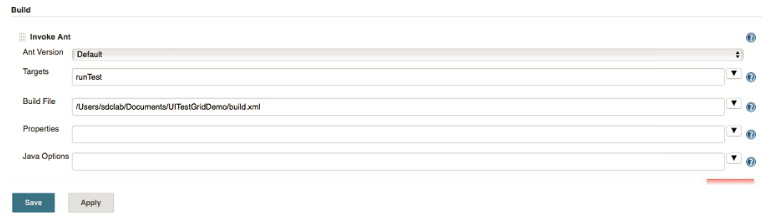 Build
Invoke Ant
Ant Version Default
Targets runTest
Build File /Users/sdclab/Documents/UITestGridDemo/build.xml
Properties
Java Options
Save Apply